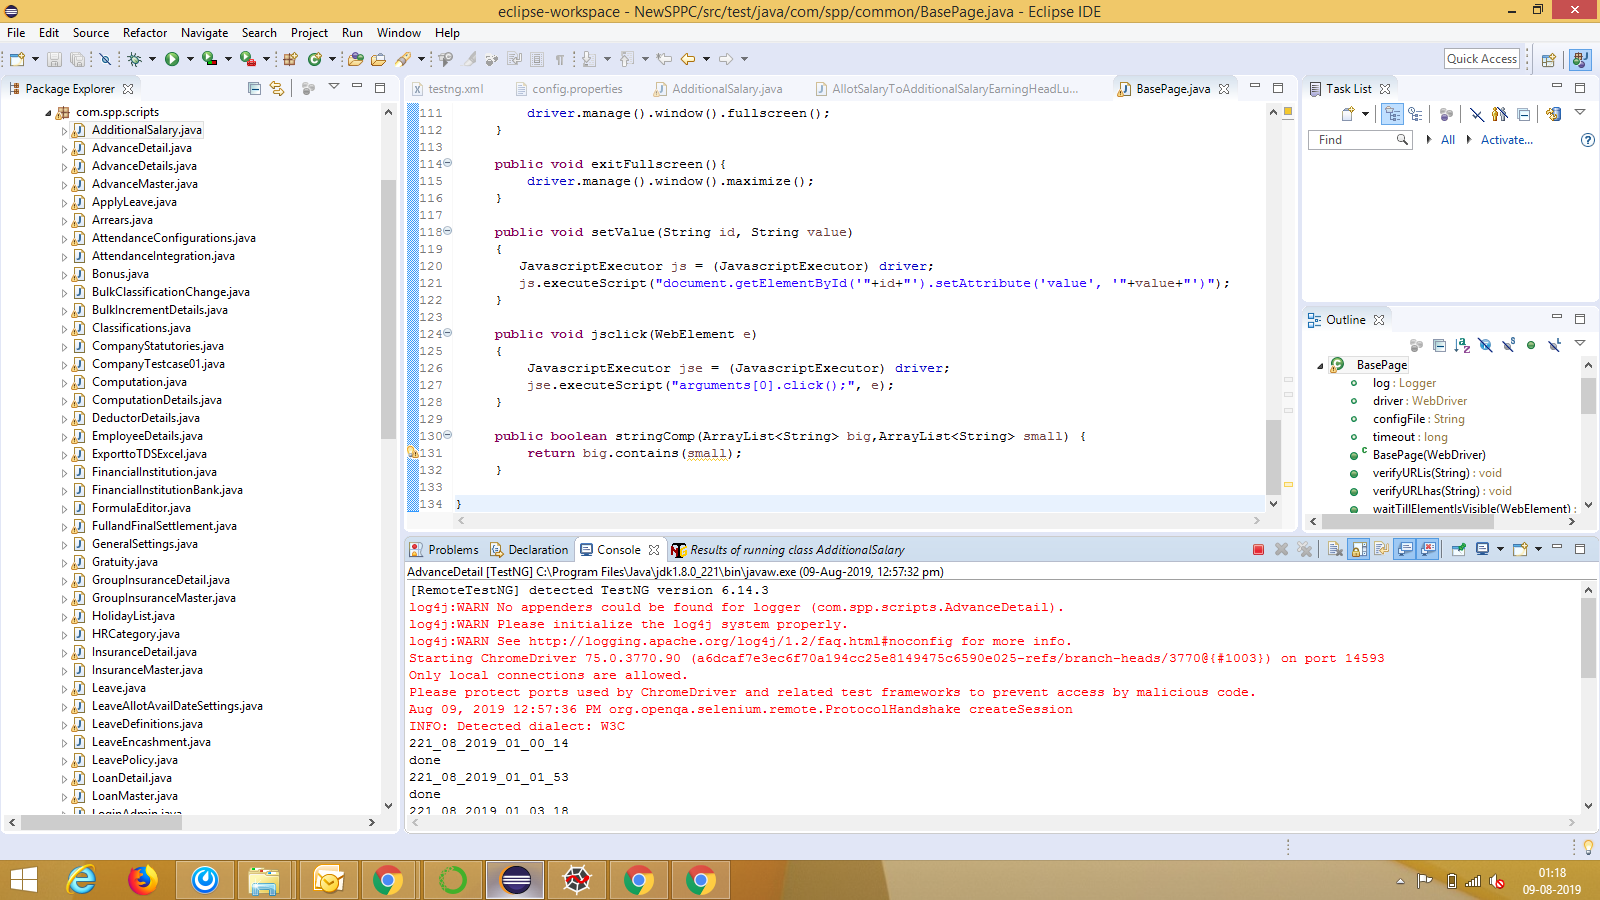 eclipse-workspace - NewSPPC/src/test/java/com/spp/common/BasePage.java - Eclipse IDE
File Edit Source Refactor Navigate Search Project Run Window Help
Quick Access
Package Explorer
com.spp.scripts
AdditionalSalary.java
AdvanceDetail.java
AdvanceDetails.java
AdvanceMaster.java
ApplyLeave.java
Arrears.java
AttendanceConfigurations.java
AttendanceIntegration.java
Bonus.java
BulkClassificationChange.java
BulkIncrementDetails.java
Classifications.java
CompanyStatutories.java
CompanyTestcase01.java
Computation.java
ComputationDetails.java
DeductorDetails.java
EmployeeDetails.java
ExporttoTDSExcel.java
FinancialInstitution.java
FinancialInstitutionBank.java
FormulaEditor.java
FullandFinalSettlement.java
GeneralSettings.java
Gratuity.java
GroupInsuranceDetail.java
GroupInsuranceMaster.java
HolidayList.java
HRCategory.java
InsuranceDetail.java
InsuranceMaster.java
Leave.java
LeaveAllotAvailDateSettings.java
LeaveDefinitions.java
LeaveEncashment.java
LeavePolicy.java
LoanDetail.java
LoanMaster.java
LoginAdmin.java
testng.xml config.properties AdditionalSalary.java AllotSalaryToAdditionalSalaryEarningHeadLu... BasePage.java
111 driver.manage().window().fullscreen();
112 }
113
114 public void exitFullscreen(){
115 driver.manage().window().maximize();
116 }
117
118 public void setValue(String id, String value)
119 {
120 JavascriptExecutor js = (JavascriptExecutor) driver;
121 js.executeScript("document.getElementById('"+id+"').setAttribute('value', '"+value+"')");
122 }
123
124 public void jsclick(WebElement e)
125 {
126 JavascriptExecutor jse = (JavascriptExecutor) driver;
127 jse.executeScript("arguments[0].click();", e);
128 }
129
130 public boolean stringComp(ArrayList<String> big,ArrayList<String> small) {
131 return big.contains(small);
132 }
133
134 }
Task List
Find All Activate...
Outline
BasePage
log : Logger
driver : WebDriver
configFile : String
timeout : long
BasePage(WebDriver)
verifyURLis(String) : void
verifyURLhas(String) : void
waitTillElementIsVisible(WebElement) :
Problems Declaration Console Results of running class AdditionalSalary
AdvanceDetail [TestNG] C:\Program Files\Java\jdk1.8.0_221\bin\javaw.exe (09-Aug-2019, 12:57:32 pm)
[RemoteTestNG] detected TestNG version 6.14.3
log4j:WARN No appenders could be found for logger (com.spp.scripts.AdvanceDetail).
log4j:WARN Please initialize the log4j system properly.
log4j:WARN See http://logging.apache.org/log4j/1.2/faq.html#noconfig for more info.
Starting ChromeDriver 75.0.3770.90 (a6dcaf7e3ec6f70a194cc25e8149475c6590e025-refs/branch-heads/3770@{#1003}) on port 14593
Only local connections are allowed.
Please protect ports used by ChromeDriver and related test frameworks to prevent access by malicious code.
Aug 09, 2019 12:57:36 PM org.openqa.selenium.remote.ProtocolHandshake createSession
INFO: Detected dialect: W3C
221_08_2019_01_00_14
done
221_08_2019_01_01_53
done
221_08_2019_01_03_18
01:18
09-08-2019